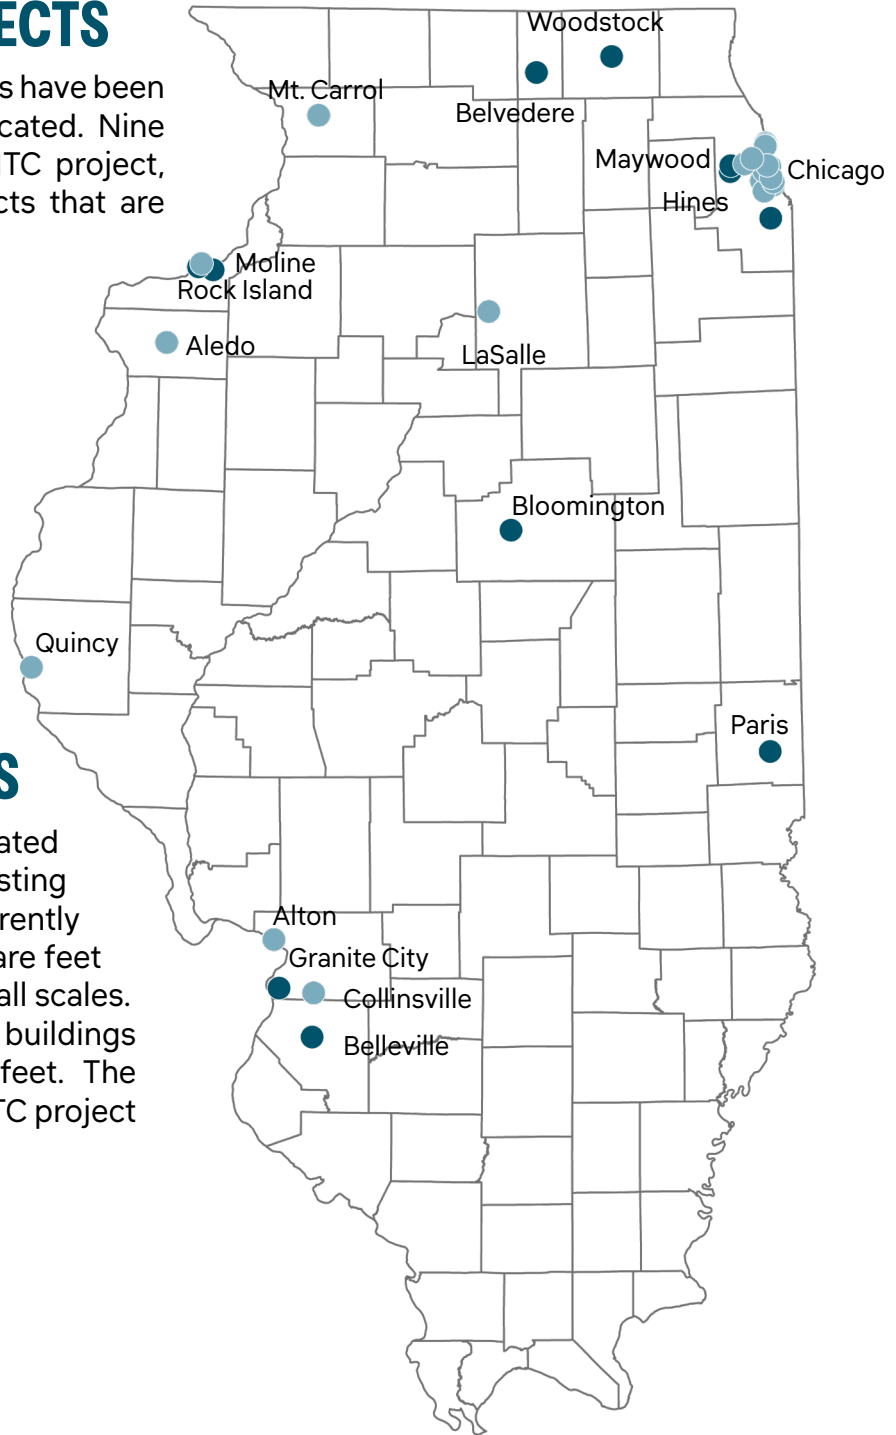 ECTS
s have been
cated. Nine
ITC project,
cts that are
Woodstock
Mt. Carrol
Belvedere
Maywood
Chicago
Hines
Moline
Rock Island
Aledo
LaSalle
Bloomington
Quincy
Paris
S
ated
sting
rrently
are feet
all scales.
buildings
feet. The
TC project
Alton
Granite City
Collinsville
Belleville